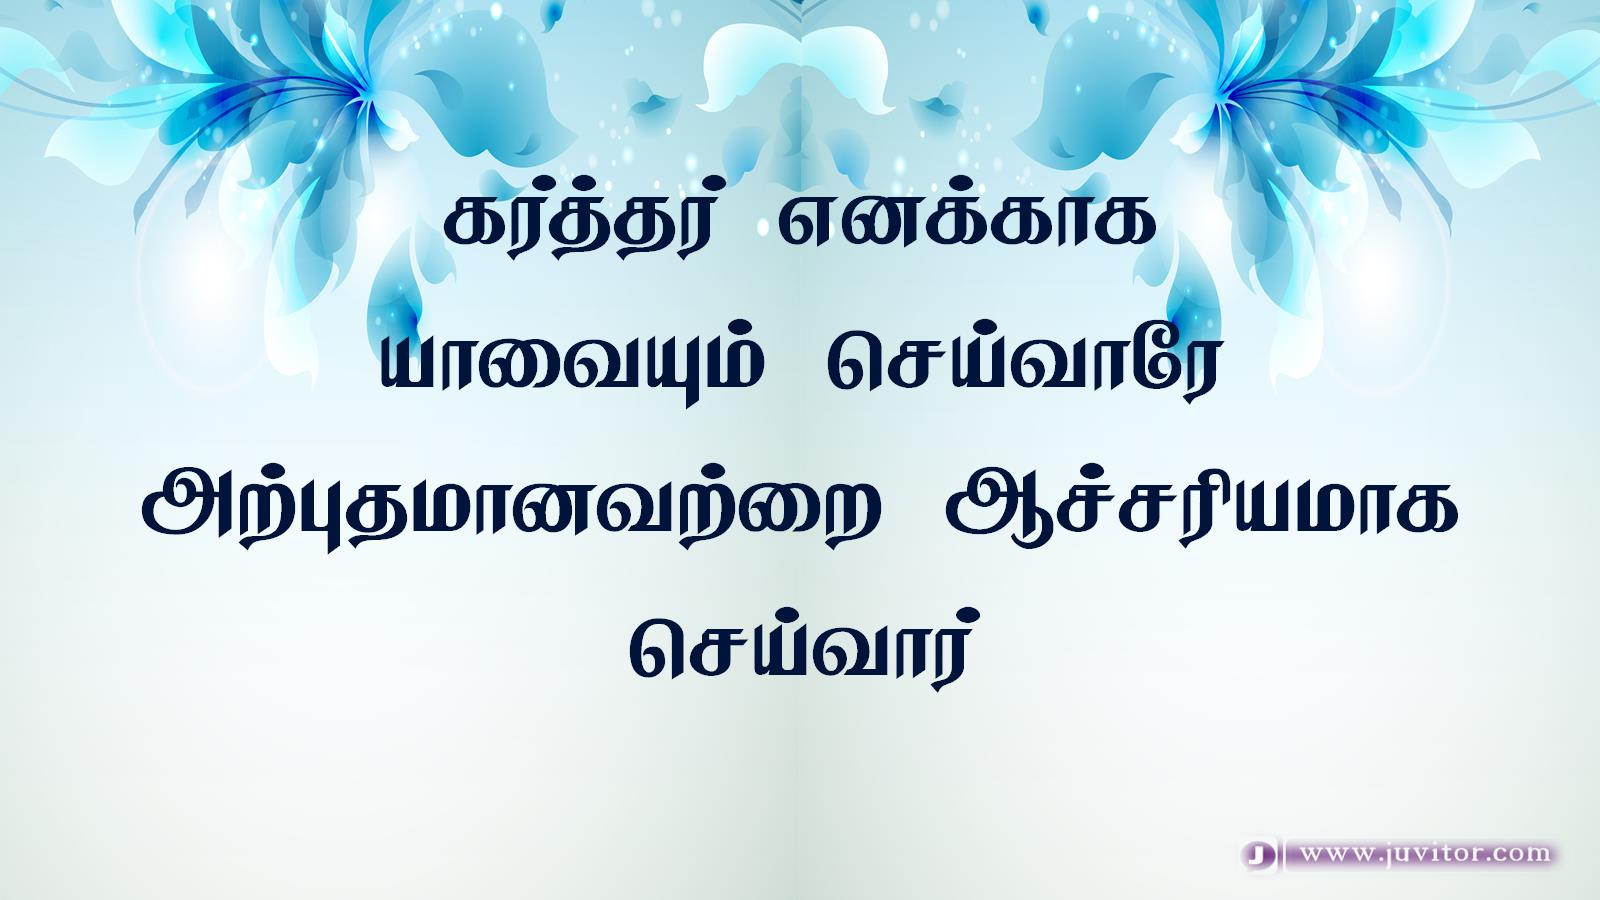 கர்த்தர் எனக்காக
யாவையும் செய்வாரே
அற்புதமானவற்றை ஆச்சரியமாக
செய்வார்
J www.juvitor.com